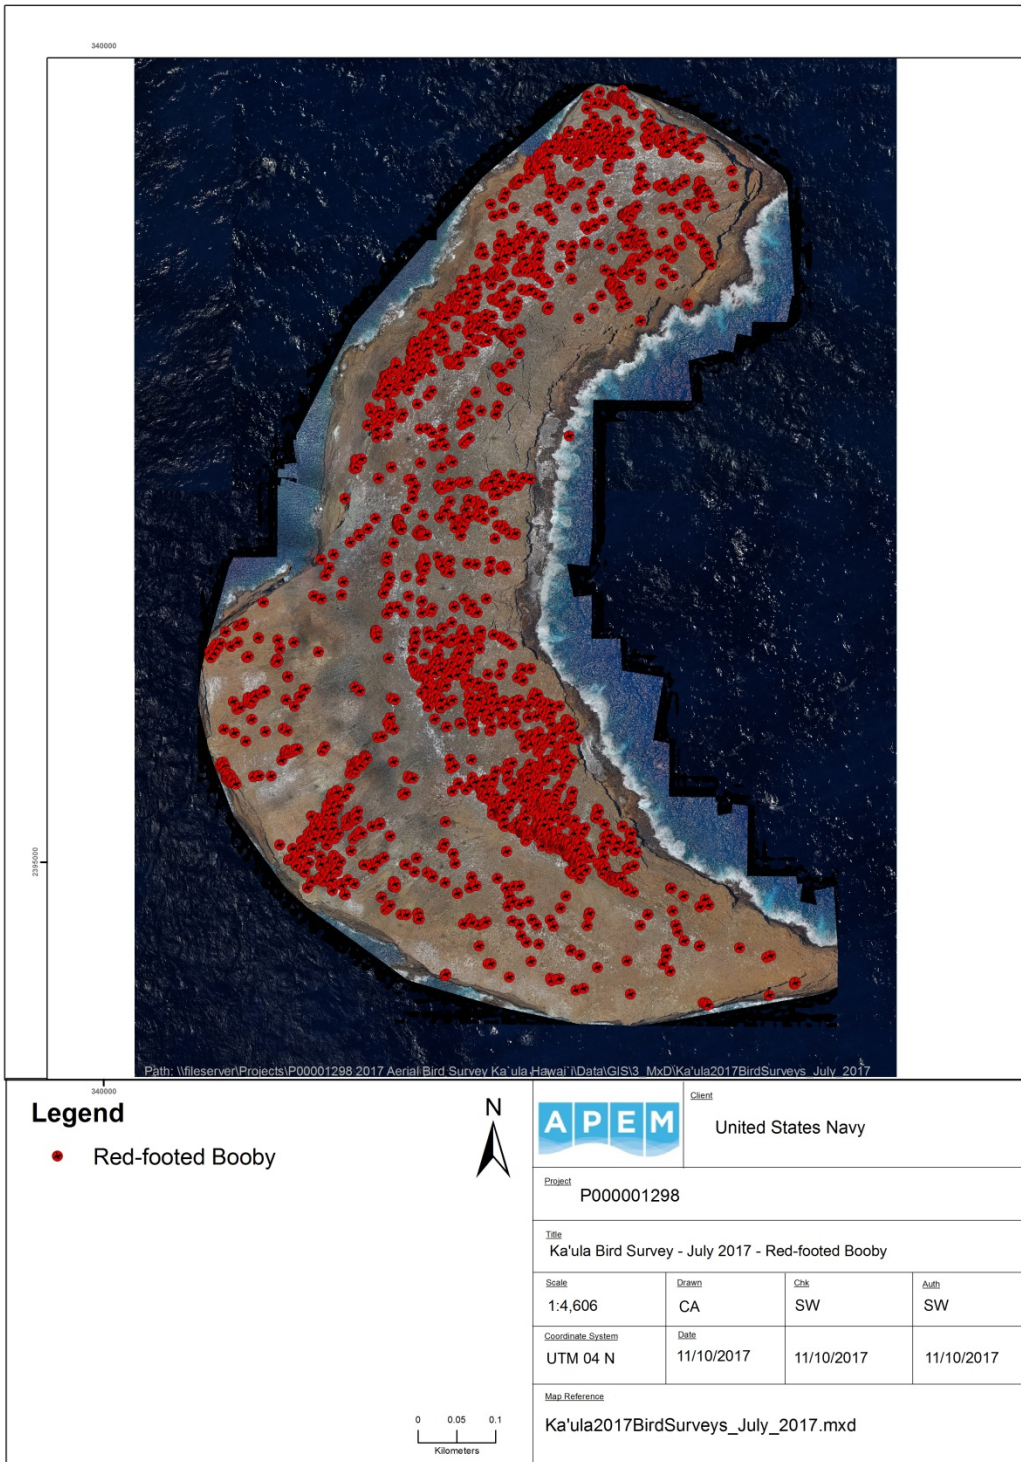 340000
2395000
Path: \\fileserver\Projects\P00001298 2017 Aerial Bird Survey Ka`ula Hawai`i\Data\GIS\3_MxD\Ka'ula2017BirdSurveys_July_2017
340000
Legend
Red-footed Booby
N
0 0.05 0.1
Kilometers
APEM
Client
United States Navy
Project
P000001298
Title
Ka'ula Bird Survey - July 2017 - Red-footed Booby
Scale
1:4,606
Drawn
CA
Chk
SW
Auth
SW
Coordinate System
UTM 04 N
Date
11/10/2017
11/10/2017
11/10/2017
Map Reference
Ka'ula2017BirdSurveys_July_2017.mxd